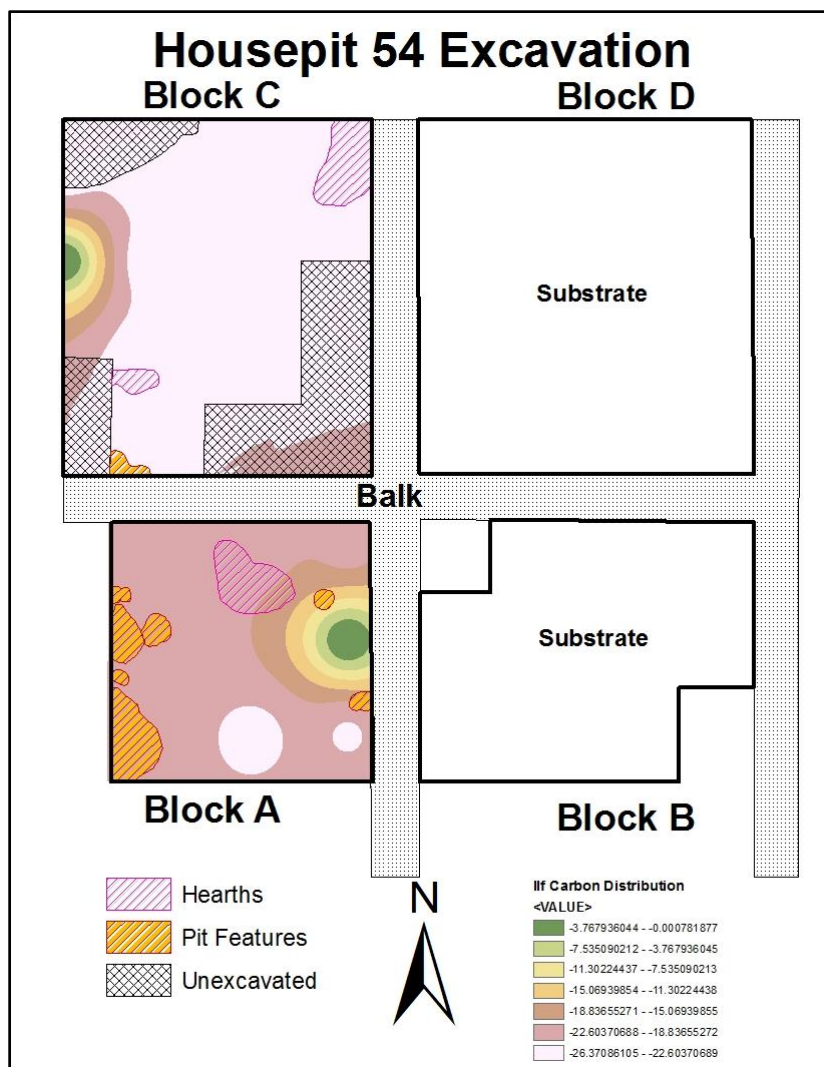 Housepit 54 Excavation
Block C
Block D
Substrate
Balk
Substrate
Block A
Block B
Hearths
Pit Features
Unexcavated
N
IIf Carbon Distribution
<VALUE>
-3.767936044 - -0.000781877
-7.535090212 - -3.767936045
-11.30224437 - -7.535090213
-15.06939854 - -11.30224438
-18.83655271 - -15.06939855
-22.60370688 - -18.83655272
-26.37086105 - -22.60370689